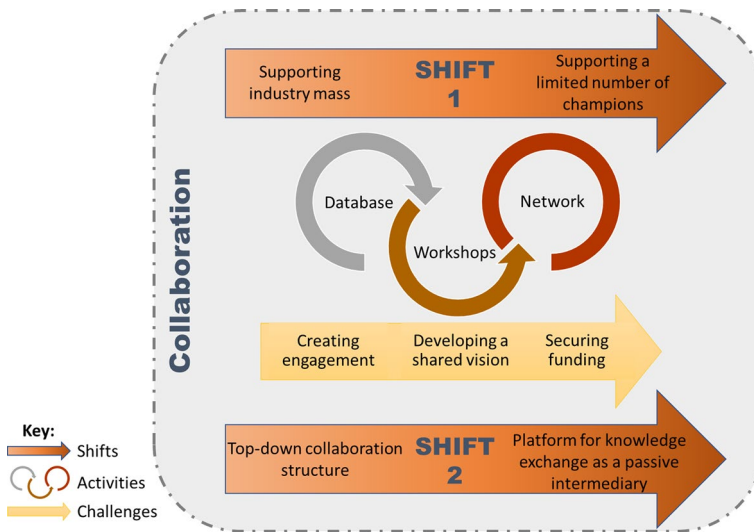 Collaboration
Supporting
industry mass
SHIFT
1
Supporting a
limited number of
champions
Database
Workshops
Network
Creating
engagement
Developing a
shared vision
Securing
funding
Top-down collaboration
structure
SHIFT
2
Platform for knowledge
exchange as a passive
intermediary
Key:
Shifts
Activities
Challenges